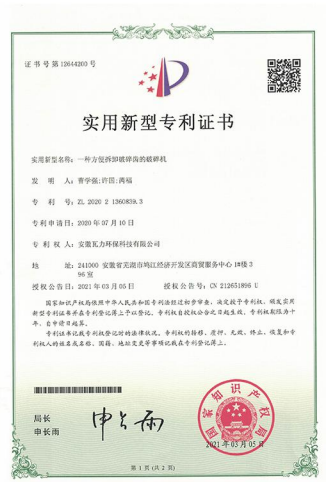 证书号第12644203号
实用新型专利证书
实用新型名称：一种方便拆卸破碎齿的破碎机
发 明 人：曹学强;许田;芮福
专 利 号：ZL 2020 2 1360839.3
专利申请日：2020年07月10日
专 利 权 人：安徽瓦力环保科技有限公司
地 址：241000 安徽省芜湖市鸠江经济开发区商贸服务中心1#楼3
96室
授权公告日：2021年03月05日 授权公告号：CN 212651896 U
国家知识产权局依照中华人民共和国专利法经过初步审查，决定授予专利权，颁发实用
新型专利证书并在专利登记簿上予以登记。专利权自授权公告之日起生效。专利权期限为十
年，自申请日起算。
专利证书记载专利权登记时的法律状况。专利权的转移、质押、无效、终止、恢复和专
利权人的姓名或名称、国籍、地址变更等事项记载在专利登记簿上。
局长
申长雨
申长雨
国家知识产权局
2021年03月05日
第 1 页 (共 2 页)